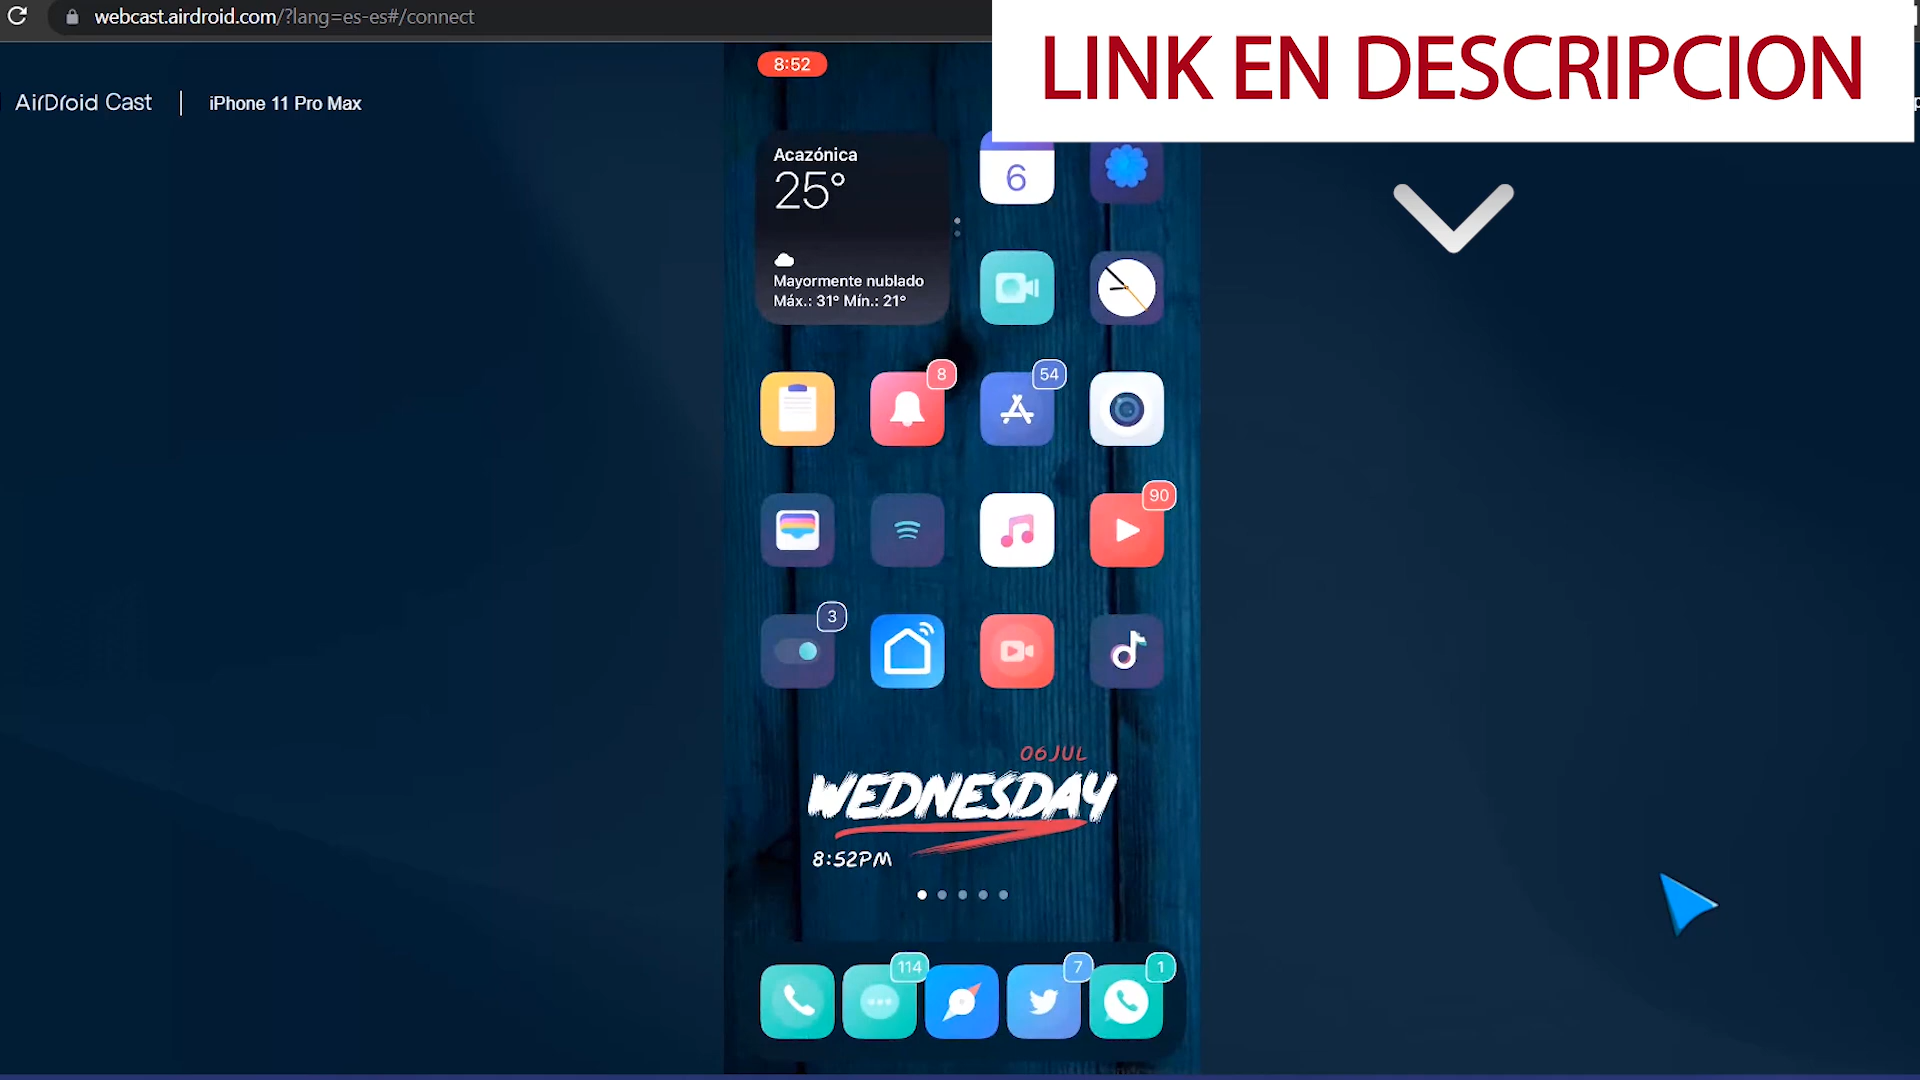 webcast.airdroid.com/?lang=es-es#/connect
LINK EN DESCRIPCION
AirDroid Cast | iPhone 11 Pro Max
8:52
Acazónica
25°
Mayormente nublado
Máx.: 31° Mín.: 21°
6
8
54
90
3
06JUL
WEDNESDAY
8:52PM
114
7
1